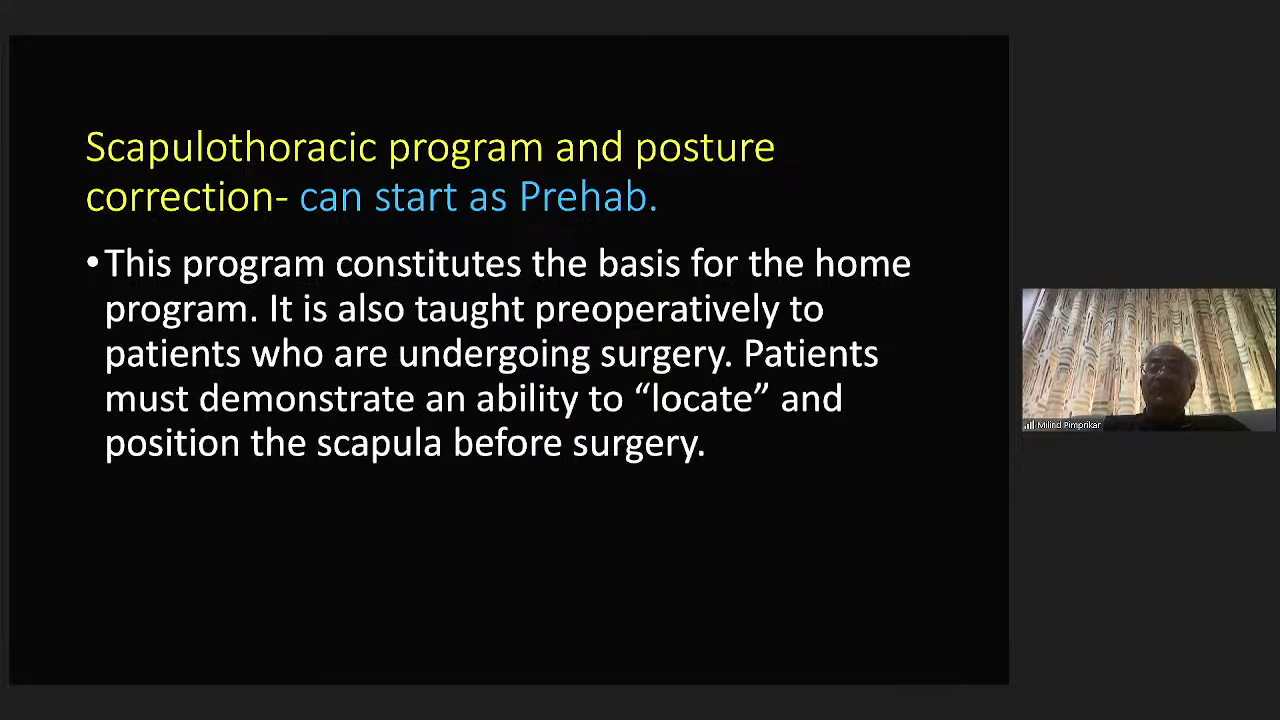 Scapulothoracic program and posture
correction- can start as Prehab.
•This program constitutes the basis for the home
program. It is also taught preoperatively to
patients who are undergoing surgery. Patients
must demonstrate an ability to “locate” and
position the scapula before surgery.
Milind Pimprikar